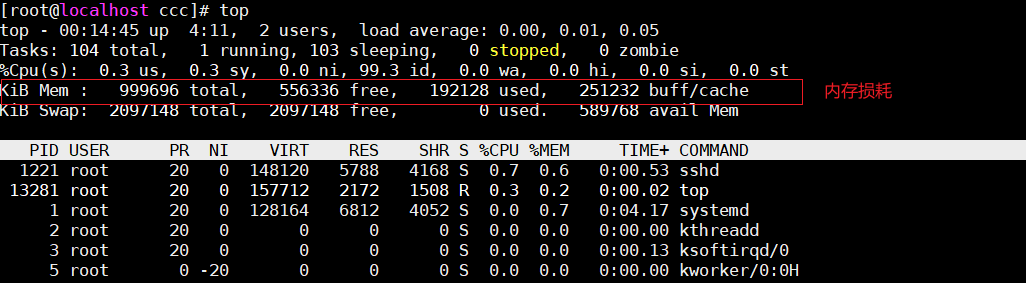 [root@localhost ccc]# top
top - 00:14:45 up  4:11,  2 users,  load average: 0.00, 0.01, 0.05
Tasks: 104 total,   1 running, 103 sleeping,   0 stopped,   0 zombie
%Cpu(s):  0.3 us,  0.3 sy,  0.0 ni, 99.3 id,  0.0 wa,  0.0 hi,  0.0 si,  0.0 st
KiB Mem :   999696 total,   556336 free,   192128 used,   251232 buff/cache 内存损耗
KiB Swap:  2097148 total,  2097148 free,        0 used.   589768 avail Mem
PID USER      PR  NI    VIRT    RES    SHR S %CPU %MEM     TIME+ COMMAND
1221 root      20   0  148120   5788   4168 S  0.7  0.6   0:00.53 sshd
13281 root      20   0  157712   2172   1508 R  0.3  0.2   0:00.02 top
1 root      20   0  128164   6812   4052 S  0.0  0.7   0:04.17 systemd
2 root      20   0       0      0      0 S  0.0  0.0   0:00.00 kthreadd
3 root      20   0       0      0      0 S  0.0  0.0   0:00.13 ksoftirqd/0
5 root       0 -20       0      0      0 S  0.0  0.0   0:00.00 kworker/0:0H